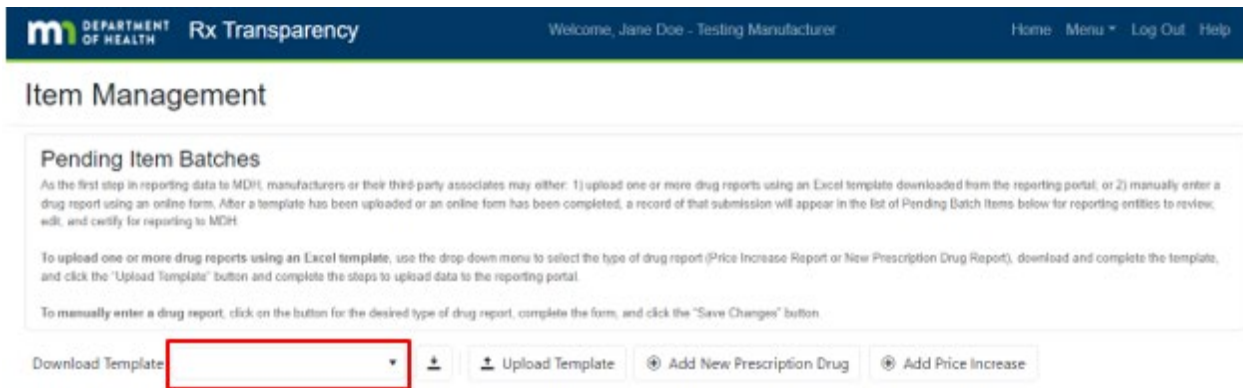 DEPARTMENT OF HEALTH Rx Transparency Welcome, Jane Doe - Testing Manufacturer Home Menu Log Out Help
Item Management
Pending Item Batches
As the first step in reporting data to MDH, manufacturers or their third-party associates may either: 1) upload one or more drug reports using an Excel template downloaded from the reporting portal; or 2) manually enter a
drug report using an online form. After a template has been uploaded or an online form has been completed, a record of that submission will appear in the list of Pending Batch Items below for reporting entities to review,
edit, and certify for reporting to MDH.
To upload one or more drug reports using an Excel template, use the drop down menu to select the type of drug report (Price Increase Report or New Prescription Drug Report), download and complete the template,
and click the "Upload Template" button and complete the steps to upload data to the reporting portal.
To manually enter a drug report, click on the button for the desired type of drug report, complete the form, and click the "Save Changes" button
Download Template Upload Template Add New Prescription Drug Add Price Increase